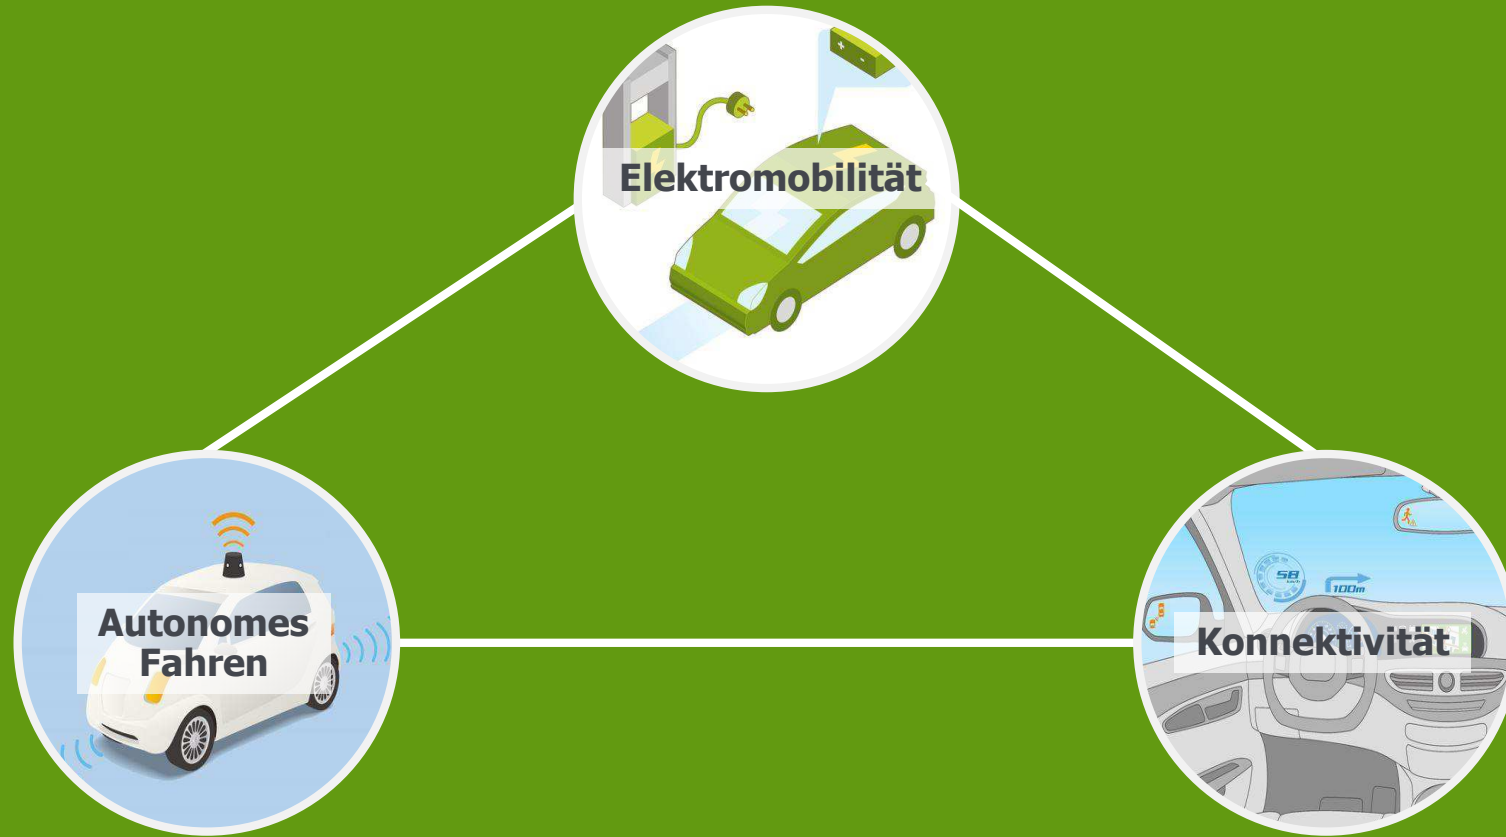 +
-
Elektromobilität
Autonomes
Fahren
58
100m
Konnektivität